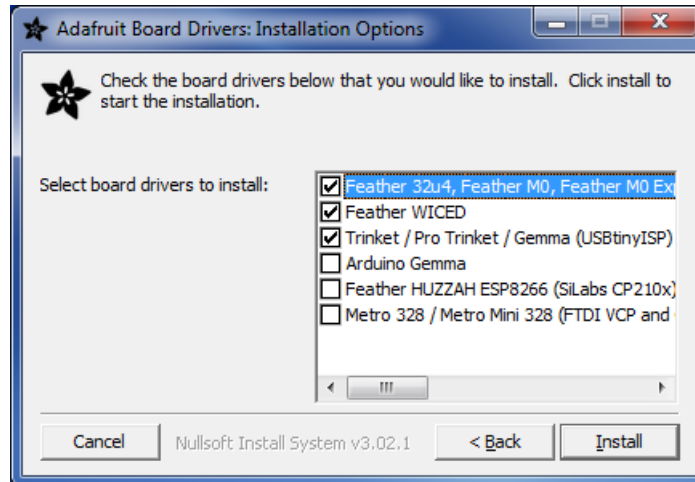 Adafruit Board Drivers: Installation Options
Check the board drivers below that you would like to install. Click install to
start the installation.
Select board drivers to install:
Feather 32u4, Feather M0, Feather M0
Feather WICED
Trinket / Pro Trinket / Gemma (USBtinyISP)
Arduino Gemma
Feather HUZZAH ESP8266 (SiLabs CP210x)
Metro 328 / Metro Mini 328 (FTDI VCP and
Cancel
Nullsoft Install System v3.02.1
< Back
Install